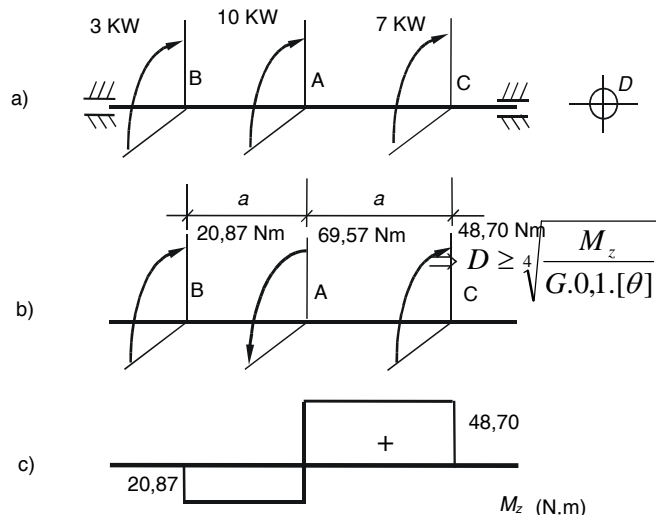 3 KW
10 KW
7 KW
B
A
C
D
a)
a
a
20,87 Nm
69,57 Nm
48,70 Nm
⇒ D ≥ ⁴√(M_z / G.0,1.[θ])
B
A
C
b)
48,70
+
c)
20,87
M_z (N.m)